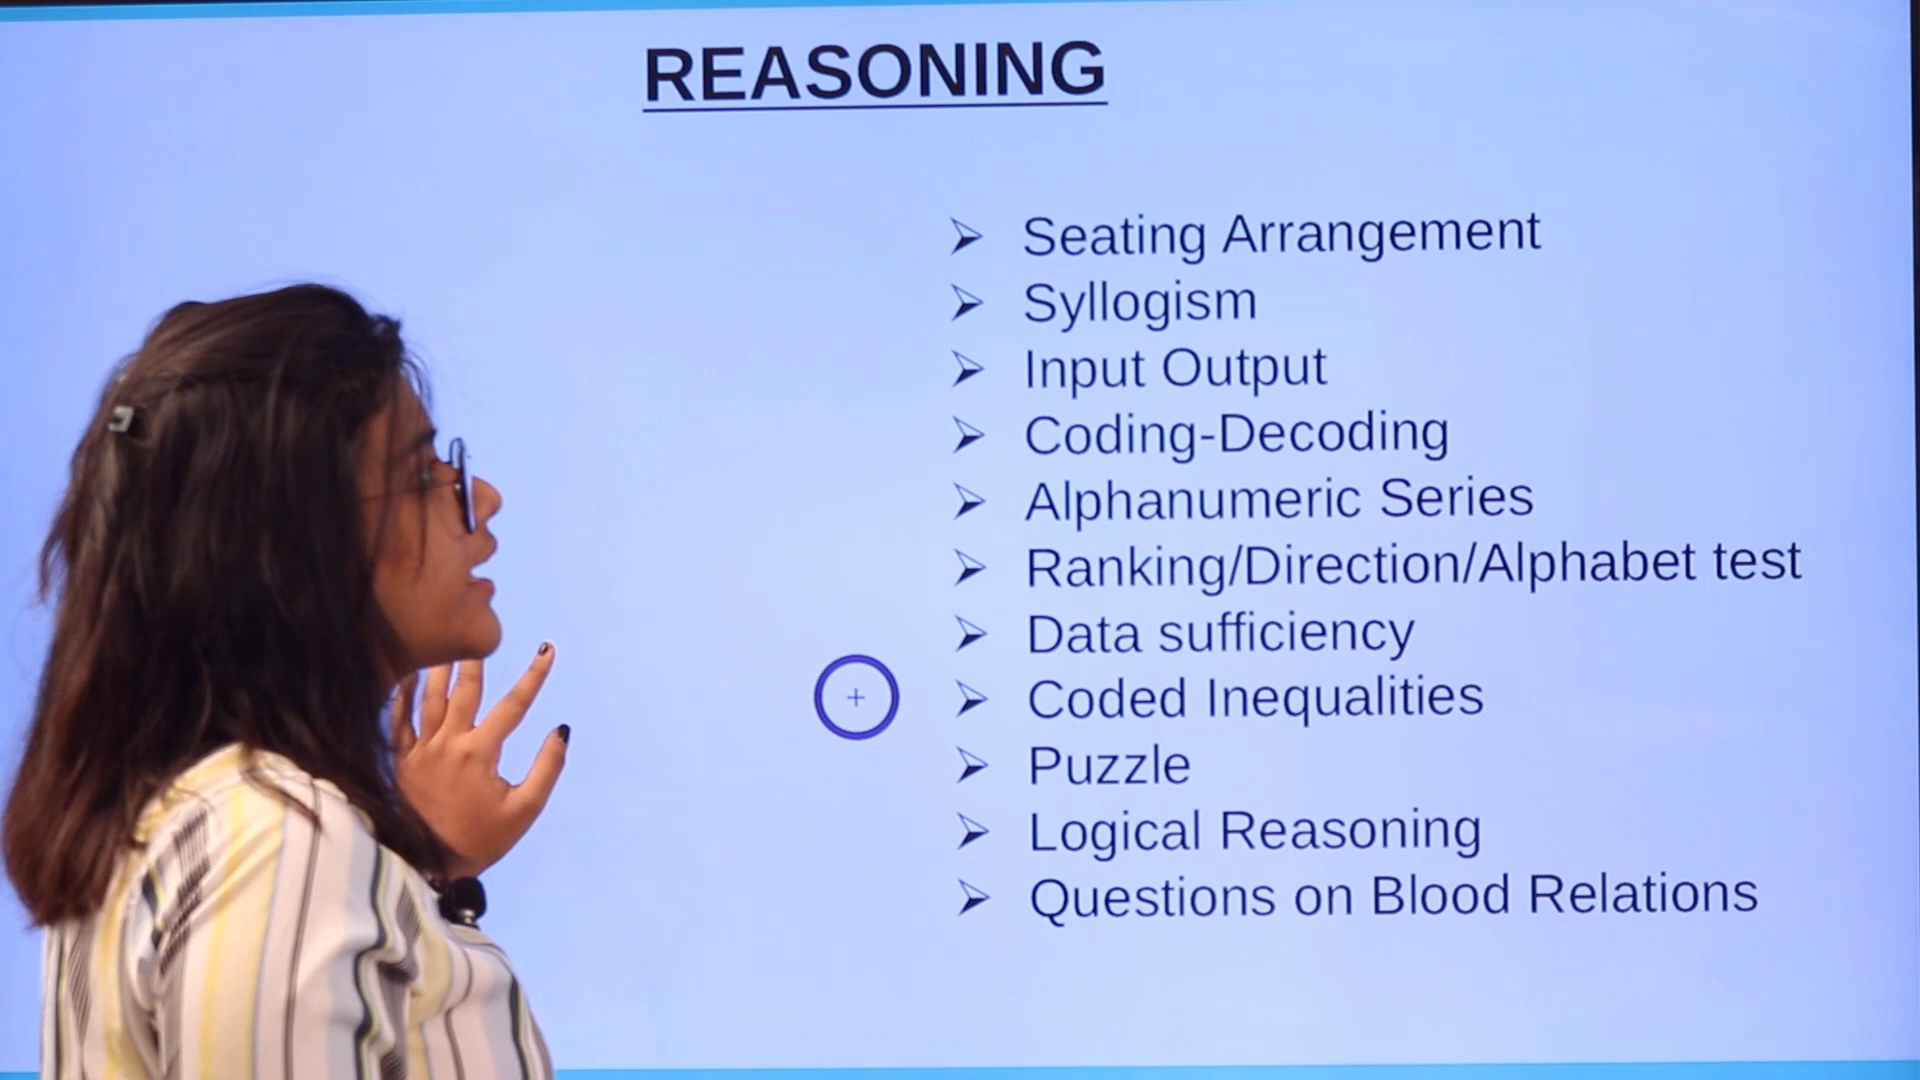 REASONING
➢ Seating Arrangement
➢ Syllogism
➢ Input Output
➢ Coding-Decoding
➢ Alphanumeric Series
➢ Ranking/Direction/Alphabet test
➢ Data sufficiency
➢ Coded Inequalities
➢ Puzzle
➢ Logical Reasoning
➢ Questions on Blood Relations